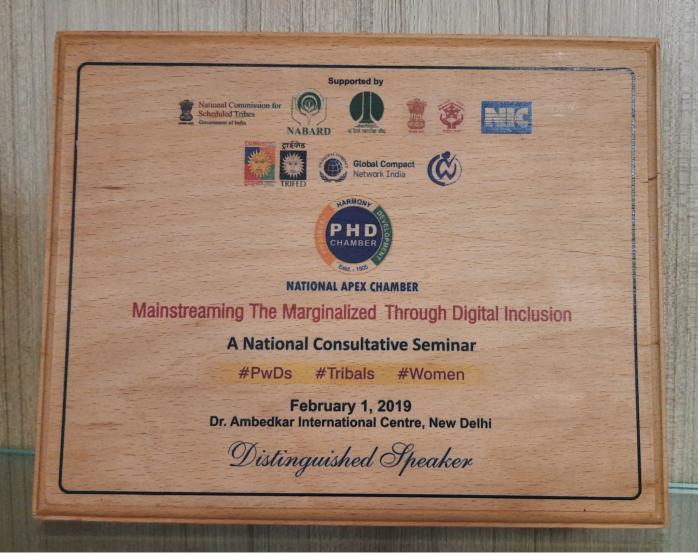 Supported by
National Commission for
Scheduled Tribes
Government of India
NABARD
NIC
ट्राईफेड
TRIFED
Global Compact
Network India
HARMONY
DEVELOPMENT
PHD
CHAMBER
Estd. - 1905
NATIONAL APEX CHAMBER
Mainstreaming The Marginalized Through Digital Inclusion
A National Consultative Seminar
#PwDs #Tribals #Women
February 1, 2019
Dr. Ambedkar International Centre, New Delhi
Distinguished Speaker